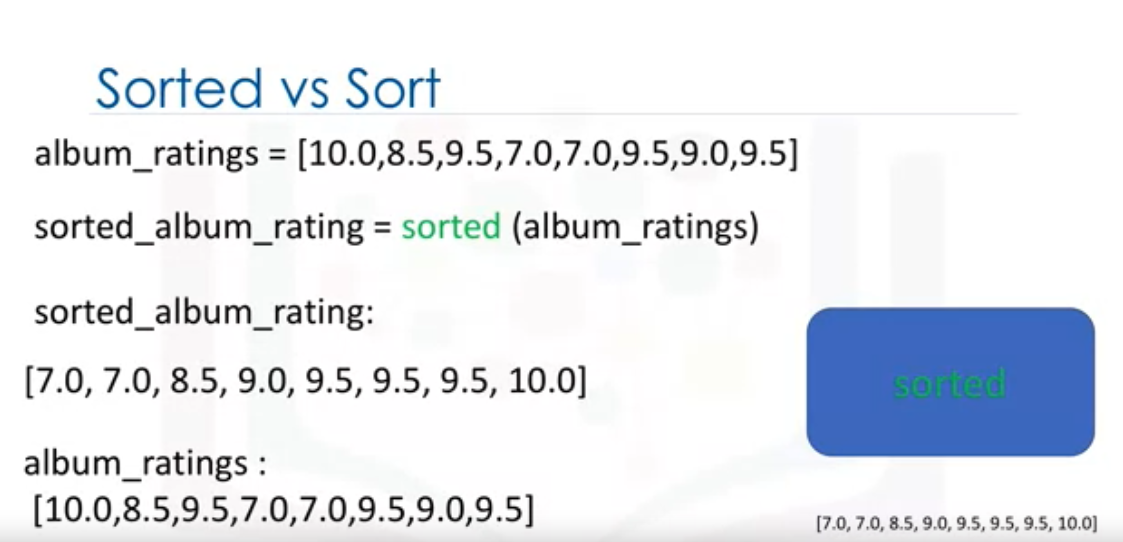 Sorted vs Sort
album_ratings = [10.0,8.5,9.5,7.0,7.0,9.5,9.0,9.5]
sorted_album_rating = sorted (album_ratings)
sorted_album_rating:
[7.0, 7.0, 8.5, 9.0, 9.5, 9.5, 9.5, 10.0]
sorted
album_ratings :
[10.0,8.5,9.5,7.0,7.0,9.5,9.0,9.5]
[7.0, 7.0, 8.5, 9.0, 9.5, 9.5, 9.5, 10.0]